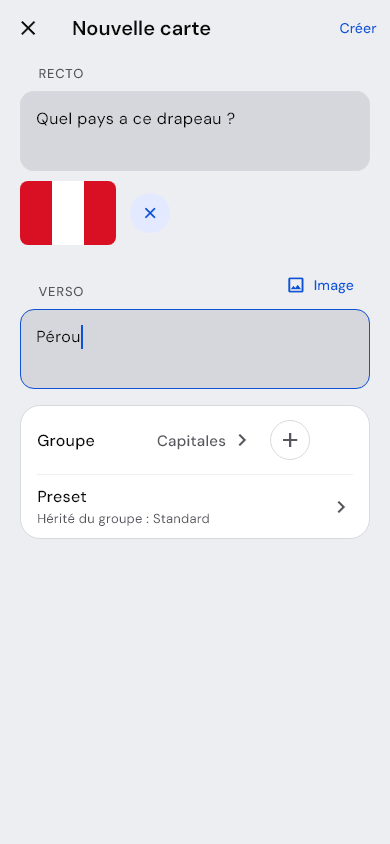 Nouvelle carte
Créer
RECTO
Quel pays a ce drapeau ?
Image
VERSO
Pérou
Groupe
Capitales
Preset
Hérité du groupe : Standard